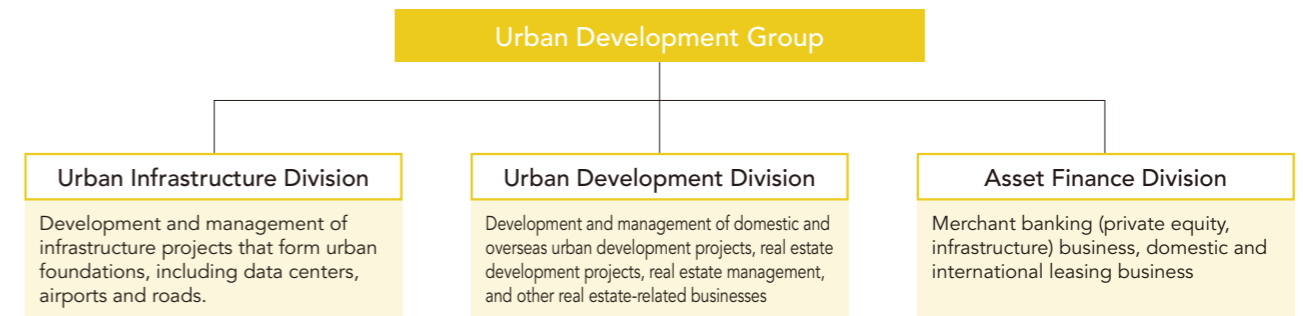 Urban Development Group
Urban Infrastructure Division
Development and management of
infrastructure projects that form urban
foundations, including data centers,
airports and roads.
Urban Development Division
Development and management of domestic and
overseas urban development projects, real estate
development projects, real estate management,
and other real estate-related businesses
Asset Finance Division
Merchant banking (private equity,
infrastructure) business, domestic and
international leasing business